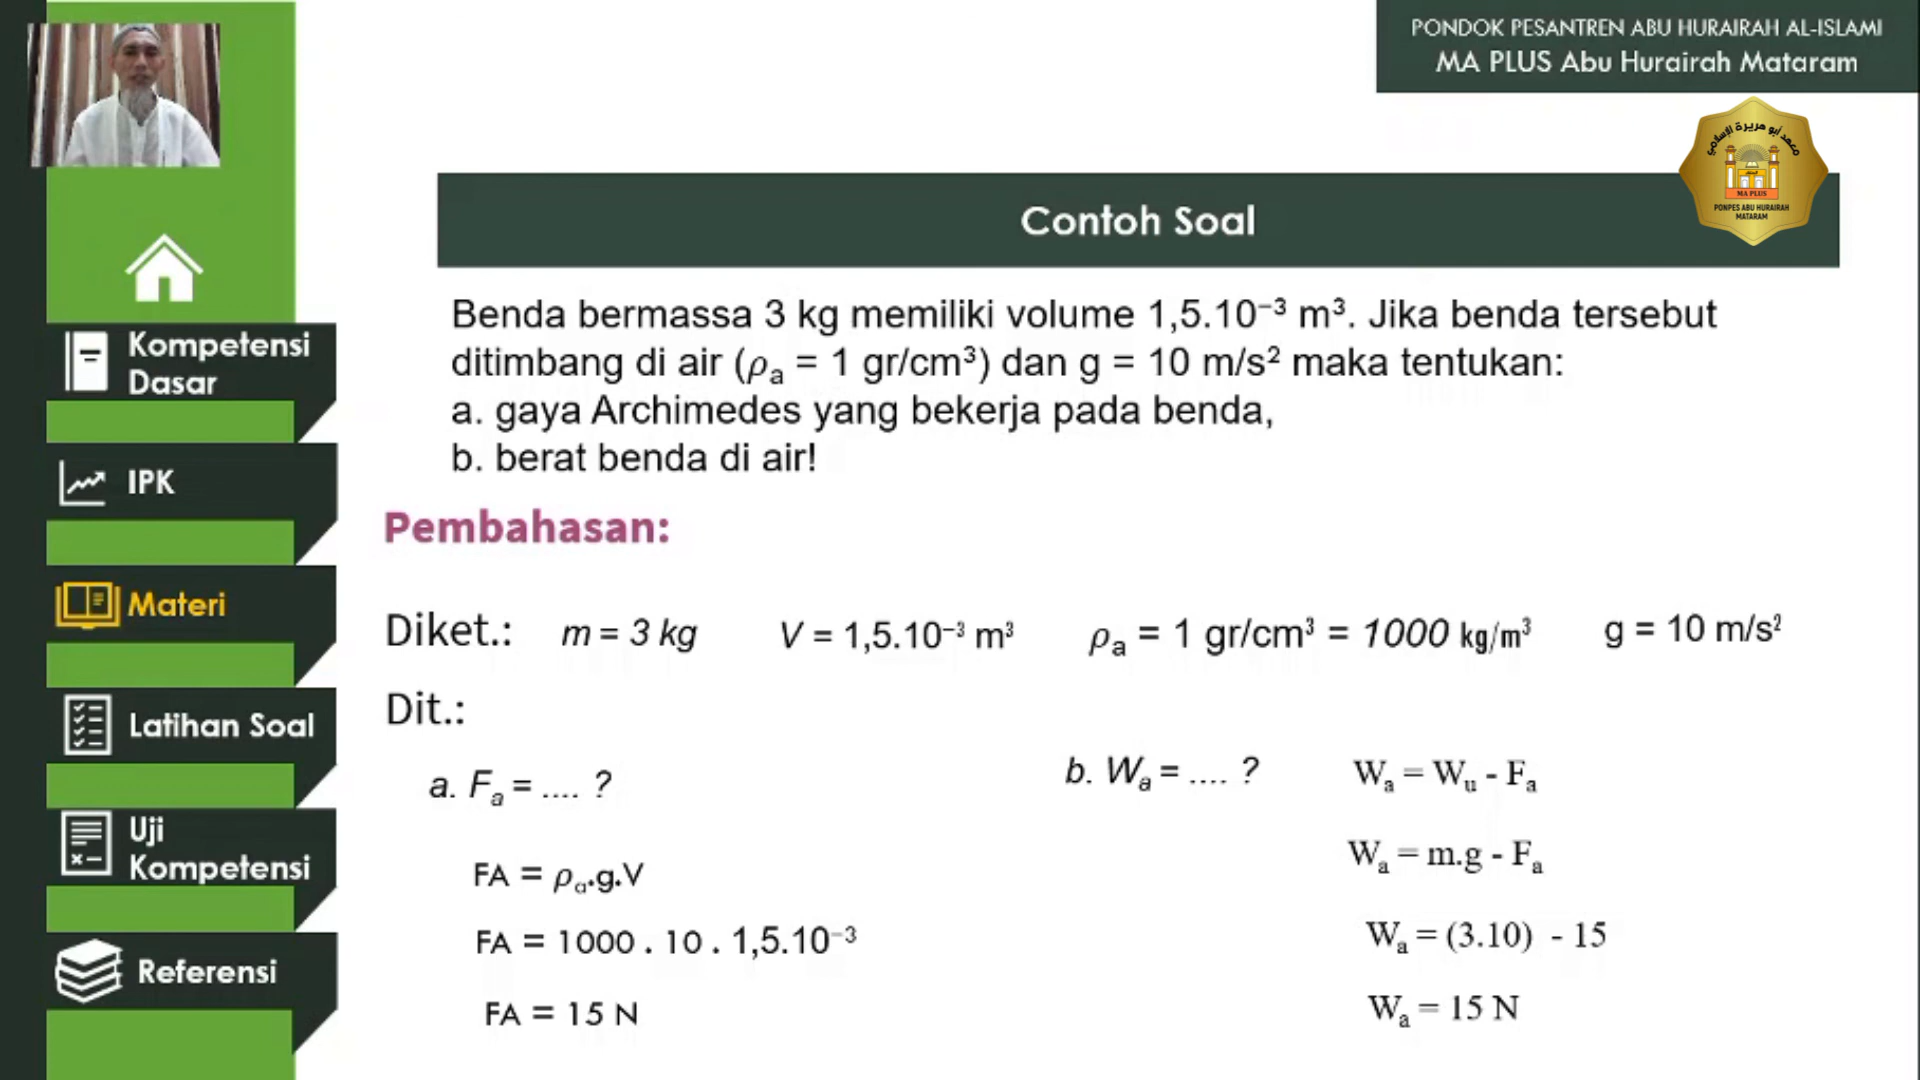 PONDOK PESANTREN ABU HURAIRAH AL-ISLAMI
MA PLUS Abu Hurairah Mataram
معهد أبو هريرة الإسلامي
MA PLUS
PONPES ABU HURAIRAH
MATARAM
Contoh Soal
Kompetensi
Dasar
IPK
Materi
Latihan Soal
Uji
Kompetensi
Referensi
Benda bermassa 3 kg memiliki volume 1,5.10⁻³ m³. Jika benda tersebut
ditimbang di air (ρₐ = 1 gr/cm³) dan g = 10 m/s² maka tentukan:
a. gaya Archimedes yang bekerja pada benda,
b. berat benda di air!
Pembahasan:
Diket.: m = 3 kg V = 1,5.10⁻³ m³ ρₐ = 1 gr/cm³ = 1000 kg/m³ g = 10 m/s²
Dit.:
a. Fₐ = .... ?
FA = ρₐ.g.V
FA = 1000 . 10 . 1,5.10⁻³
FA = 15 N
b. Wₐ = .... ?
Wₐ = Wᵤ - Fₐ
Wₐ = m.g - Fₐ
Wₐ = (3.10) - 15
Wₐ = 15 N